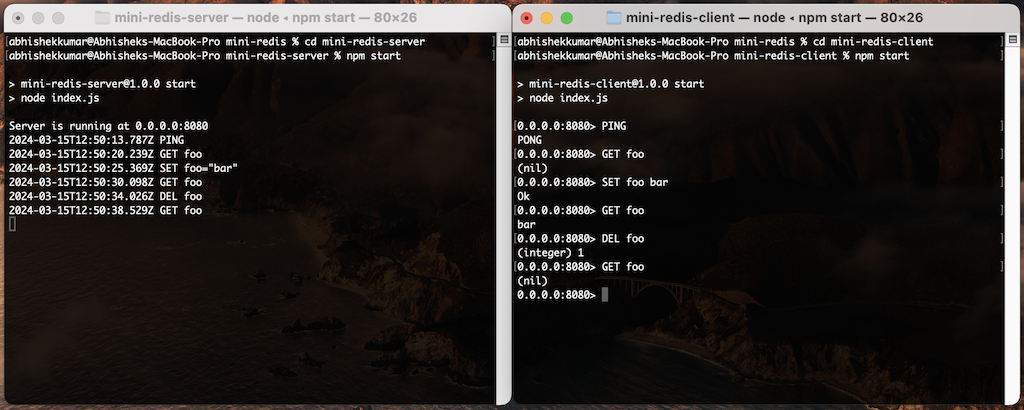 mini-redis-server — node ◂ npm start — 80×26
[abhishekkumar@Abhisheks-MacBook-Pro mini-redis % cd mini-redis-server ]
[abhishekkumar@Abhisheks-MacBook-Pro mini-redis-server % npm start ]
> mini-redis-server@1.0.0 start
> node index.js
Server is running at 0.0.0.0:8080
2024-03-15T12:50:13.787Z PING
2024-03-15T12:50:20.239Z GET foo
2024-03-15T12:50:25.369Z SET foo="bar"
2024-03-15T12:50:30.098Z GET foo
2024-03-15T12:50:34.026Z DEL foo
2024-03-15T12:50:38.529Z GET foo
mini-redis-client — node ◂ npm start — 80×26
[abhishekkumar@Abhisheks-MacBook-Pro mini-redis % cd mini-redis-client ]
[abhishekkumar@Abhisheks-MacBook-Pro mini-redis-client % npm start ]
> mini-redis-client@1.0.0 start
> node index.js
[0.0.0.0:8080> PING ]
PONG
[0.0.0.0:8080> GET foo ]
(nil)
[0.0.0.0:8080> SET foo bar ]
Ok
[0.0.0.0:8080> GET foo ]
bar
[0.0.0.0:8080> DEL foo ]
(integer) 1
[0.0.0.0:8080> GET foo ]
(nil)
0.0.0.0:8080>